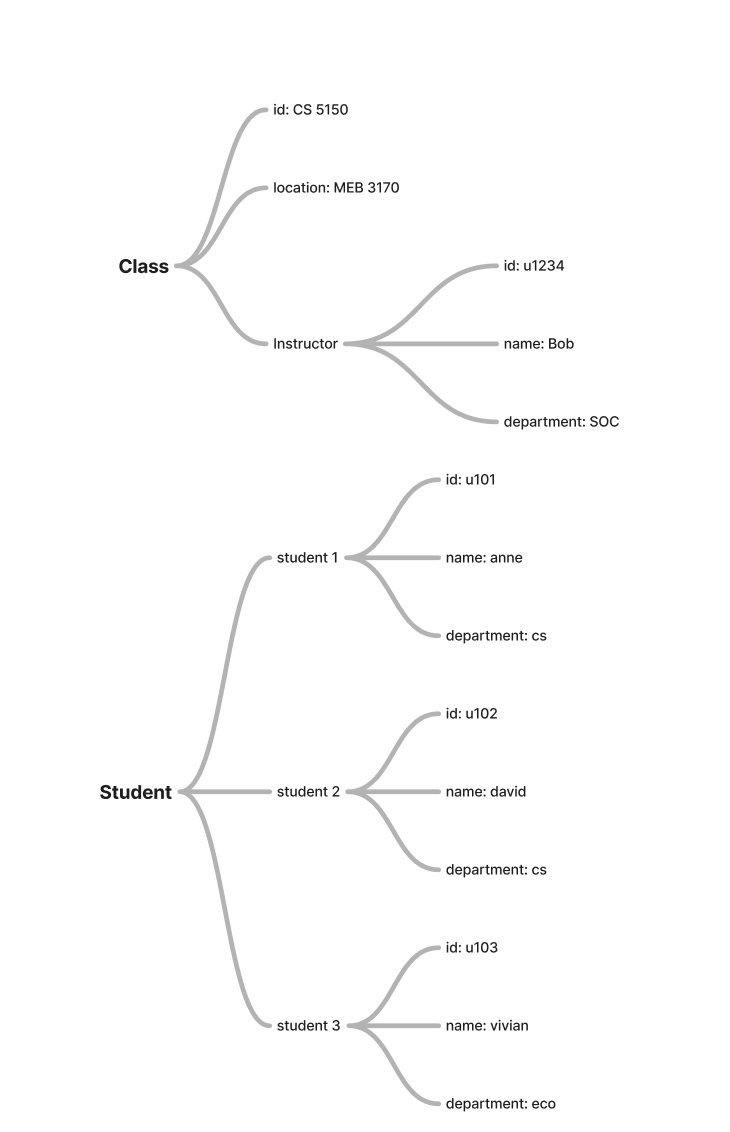 id: CS 5150
location: MEB 3170
Class
id: u1234
Instructor
name: Bob
department: SOC
id: u101
student 1
name: anne
department: cs
id: u102
Student
student 2
name: david
department: cs
id: u103
student 3
name: vivian
department: eco